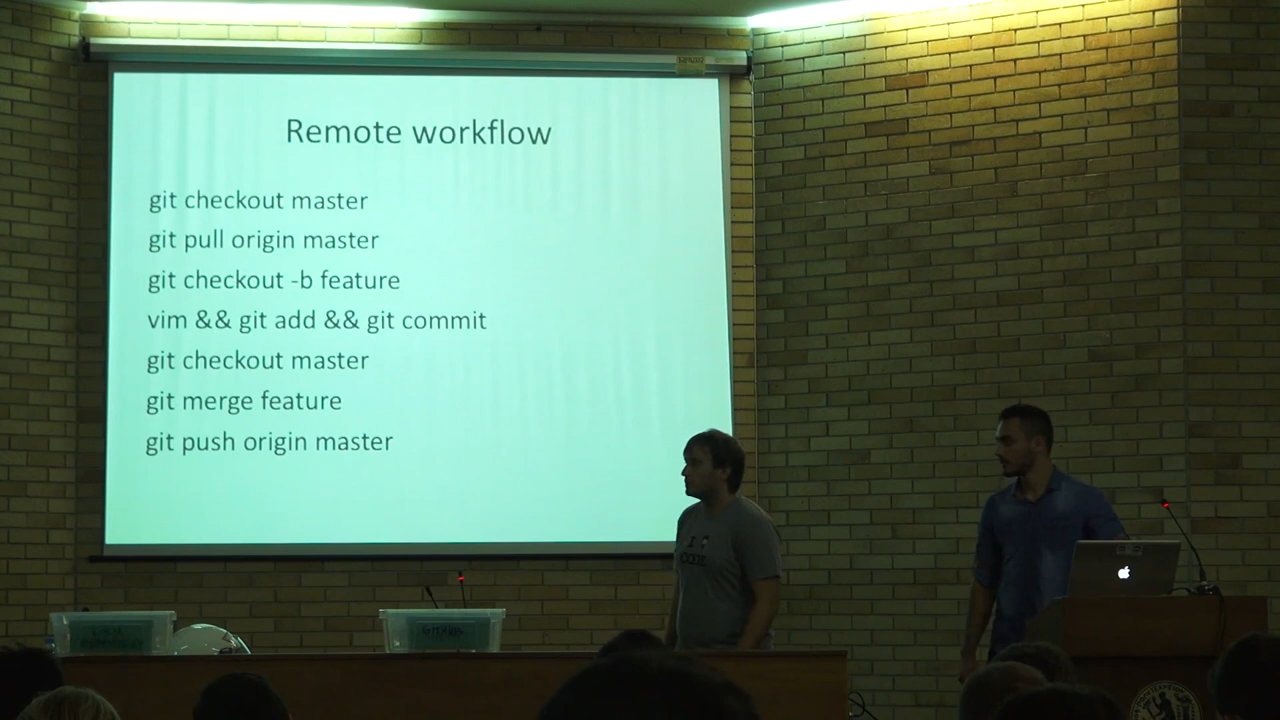 Remote workflow
git checkout master
git pull origin master
git checkout -b feature
vim && git add && git commit
git checkout master
git merge feature
git push origin master
I
CODE